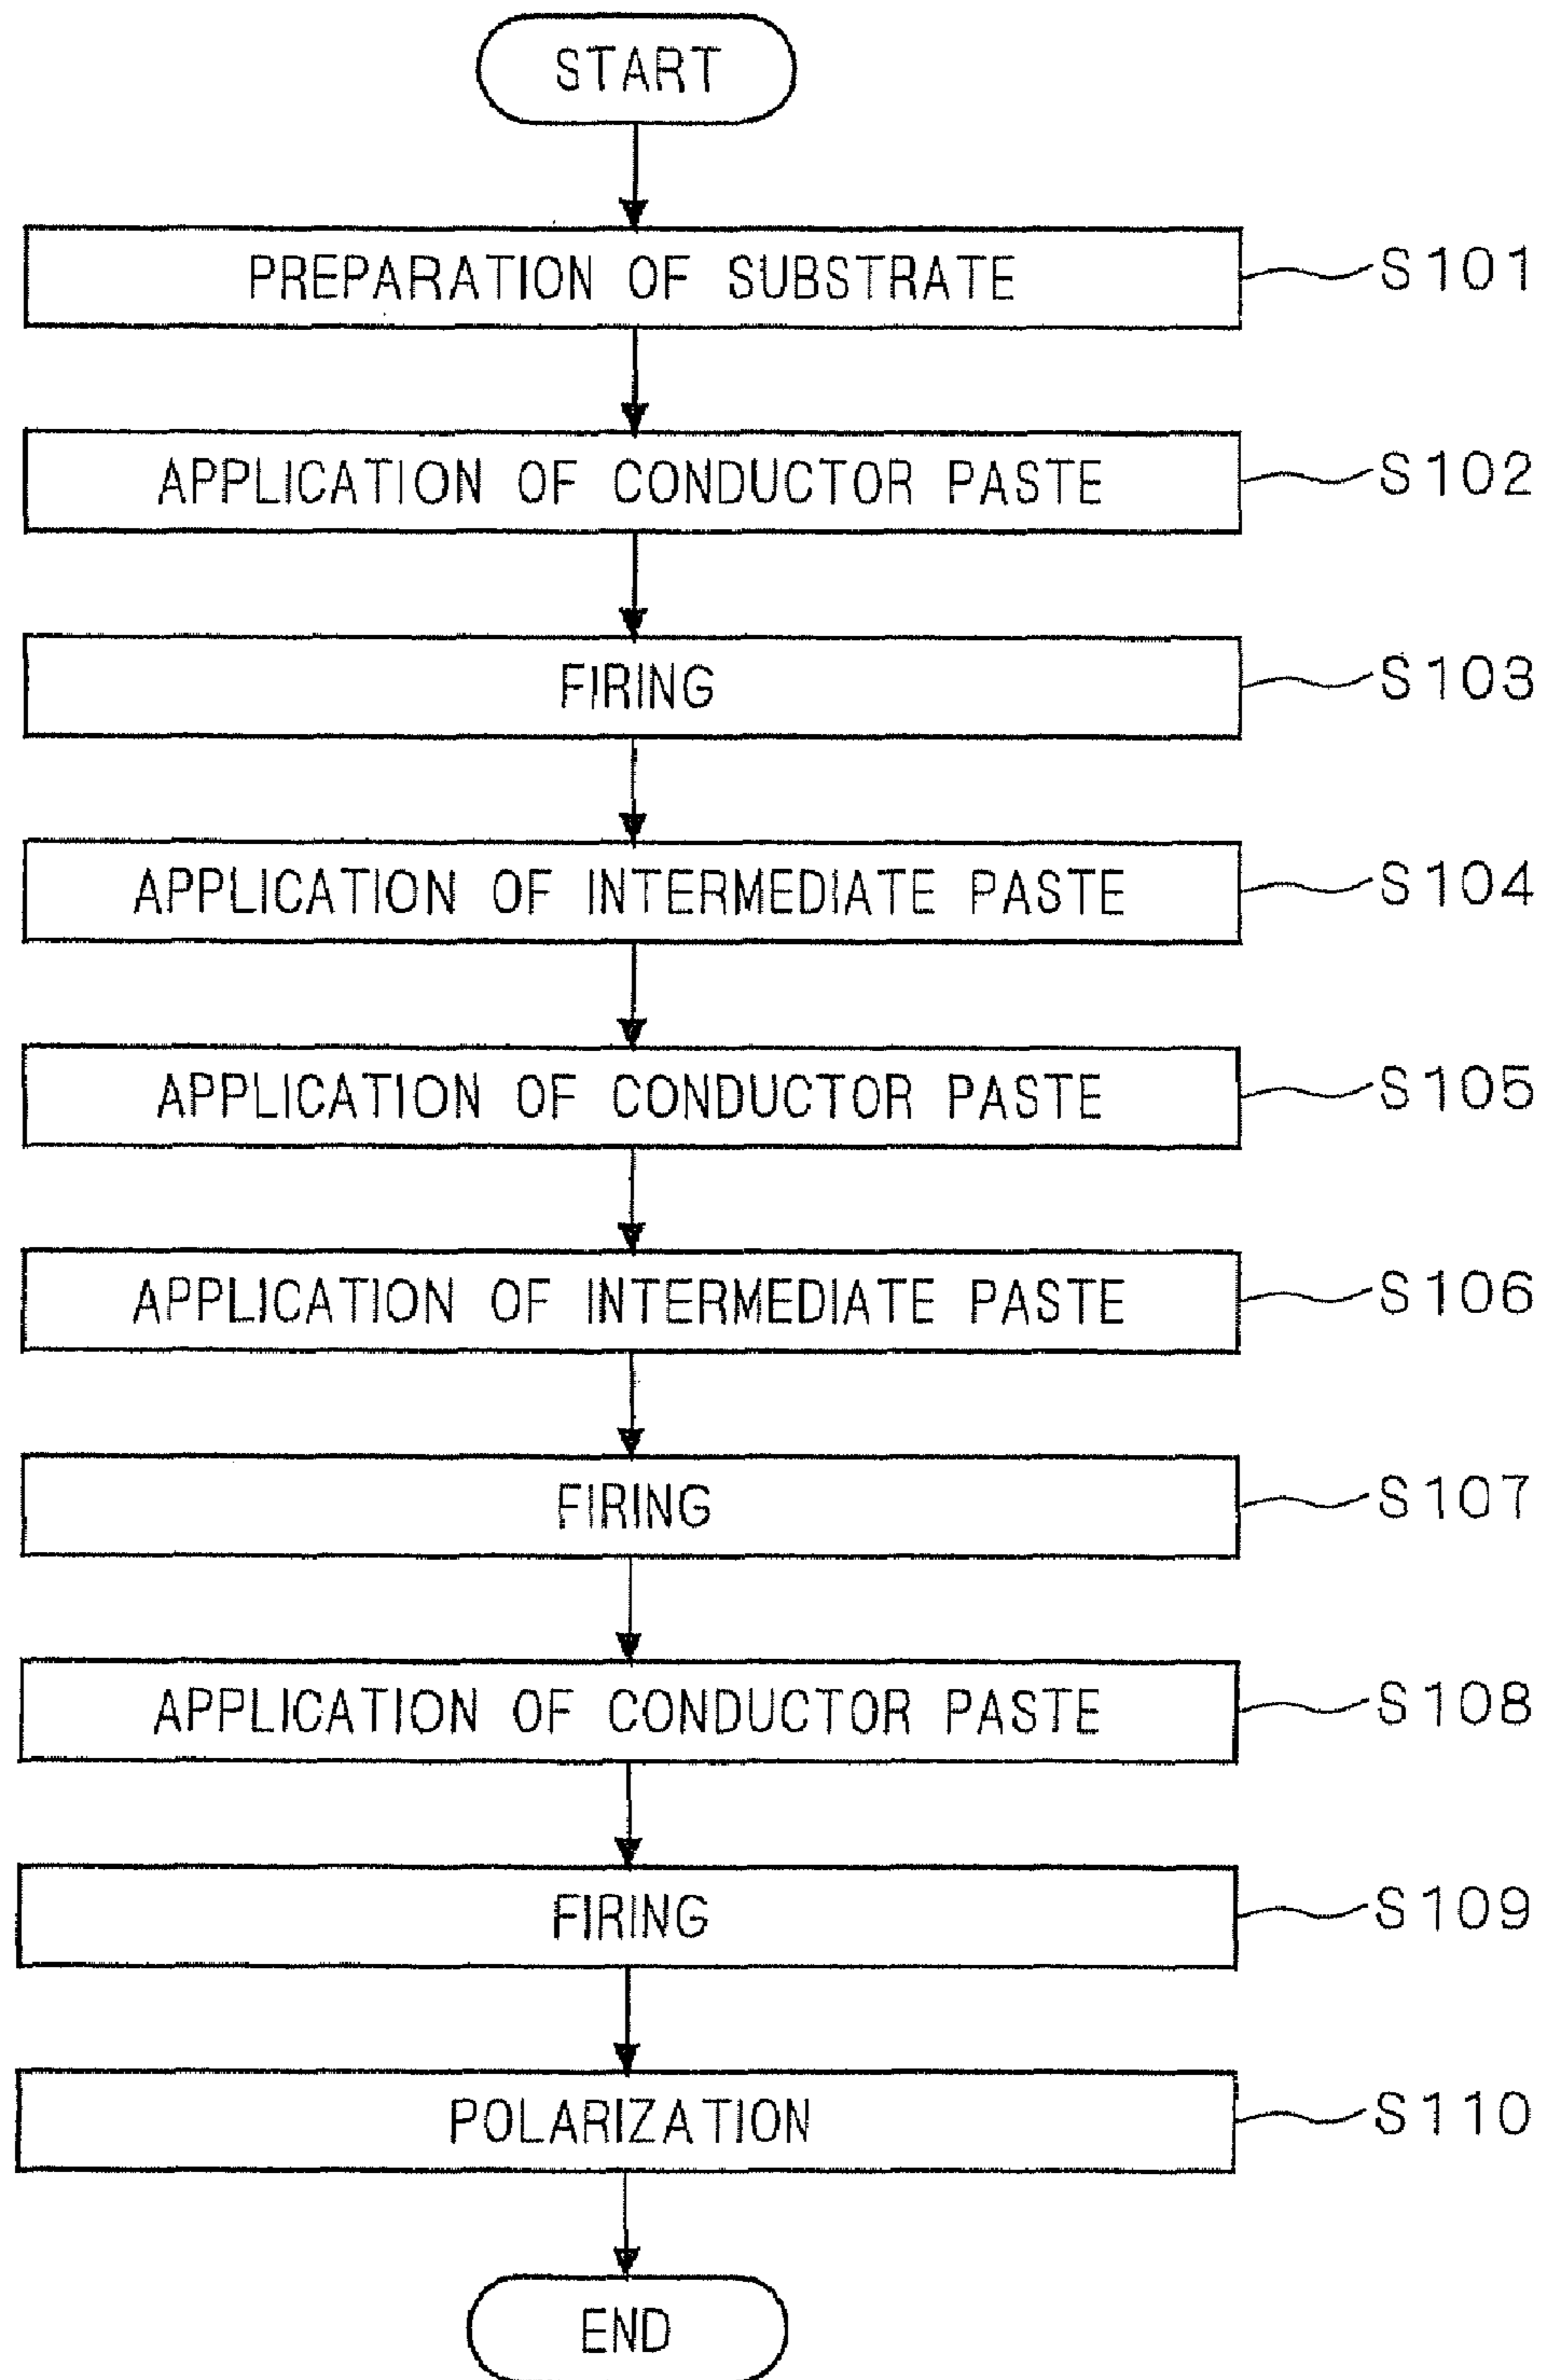 START
PREPARATION OF SUBSTRATE S101
APPLICATION OF CONDUCTOR PASTE S102
FIRING S103
APPLICATION OF INTERMEDIATE PASTE S104
APPLICATION OF CONDUCTOR PASTE S105
APPLICATION OF INTERMEDIATE PASTE S106
FIRING S107
APPLICATION OF CONDUCTOR PASTE S108
FIRING S109
POLARIZATION S110
END